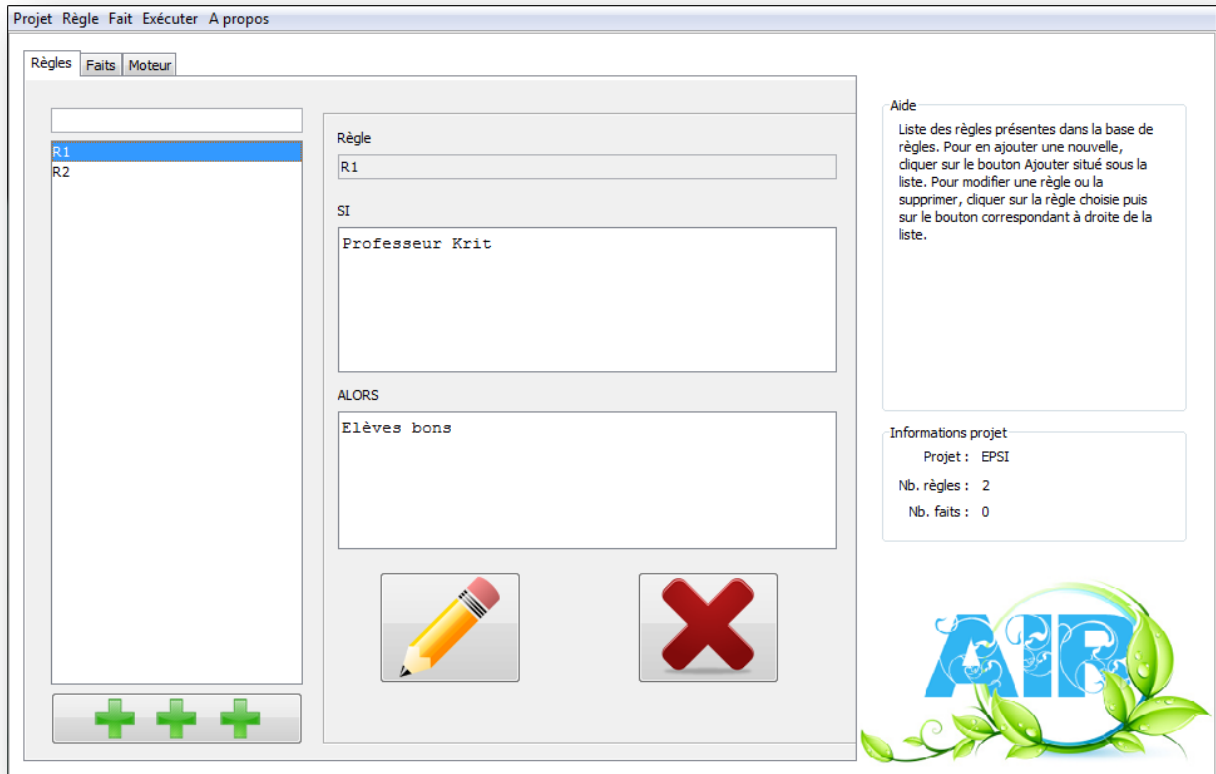 Projet Règle Fait Exécuter A propos
Règles Faits Moteur
R1
R2
Règle
R1
SI
Professeur Krit
ALORS
Elèves bons
Aide
Liste des règles présentes dans la base de
règles. Pour en ajouter une nouvelle,
cliquer sur le bouton Ajouter situé sous la
liste. Pour modifier une règle ou la
supprimer, cliquer sur la règle choisie puis
sur le bouton correspondant à droite de la
liste.
Informations projet
Projet : EPSI
Nb. règles : 2
Nb. faits : 0
AIR